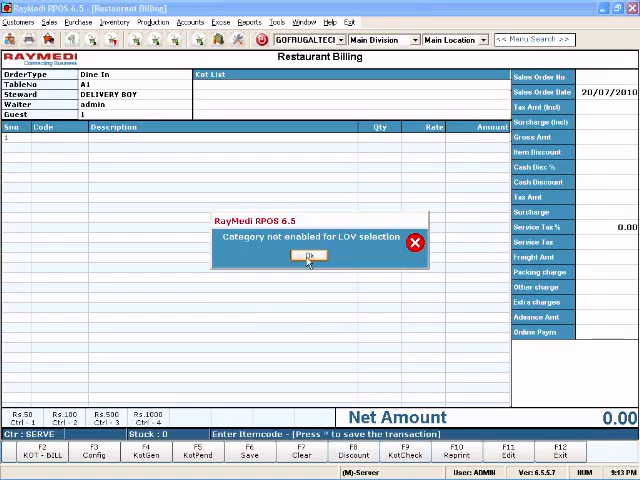 RayMedi RPOS 6.5 - [Restaurant Billing]
Customers Sales Purchase Inventory Production Accounts Excise Reports Tools Window Help Exit
GOFRUGALTECI Main Division Main Location <-- Menu Search -->
RAYMEDI Restaurant Billing
Connecting Business
OrderType Dine In Kot List
TableNo A1
Steward DELIVERY BOY
Waiter admin
Guest 1
Sno Code Description Qty Rate Amount
1
Sales Order No
Sales Order Date 20/07/2010
Tax Amt (Incl)
Surcharge (Incl)
Gross Amt
Item Discount
Cash Disc %
Cash Discount
Tax Amt
Surcharge
Service Tax % 0.00
Service Tax
Freight Amt
Packing charge
Other charge
Extra charges
Advance Amt
Online Paym
RayMedi RPOS 6.5
Category not enabled for LOV selection
Ok
Rs.50 Rs.100 Rs.500 Rs.1000
Ctrl - 1 Ctrl - 2 Ctrl - 3 Ctrl - 4
Net Amount 0.00
Ctr : SERVE Stock : 0 Enter Itemcode - [Press '*' to save the transaction]
F2 F3 F4 F5 F6 F7 F8 F9 F10 F11 F12
KOT - BILL Config KotGen KotPend Save Clear Discount KotCheck Reprint Edit Exit
(M)-Server User: ADMIN Ver: 6.5.5.7 NUM 9:13 PM